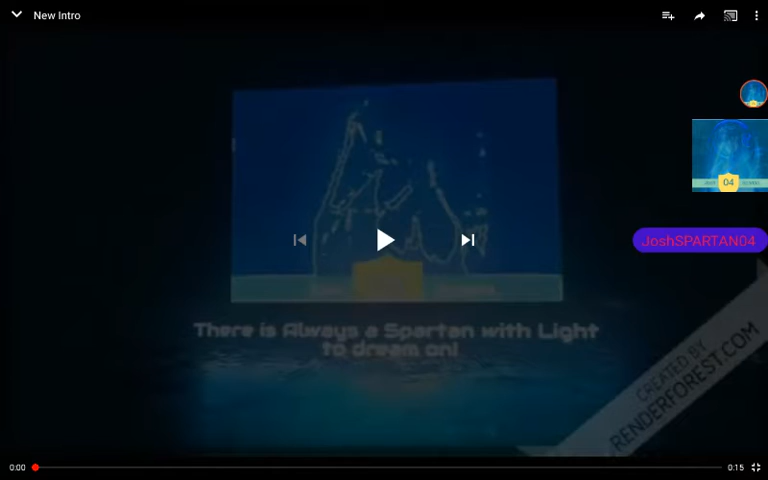 New Intro
04
JoshSPARTAN04
There is Always a Spartan with Light
to dream on!
CREATED BY
RENDERFOREST.COM
0:00
0:15